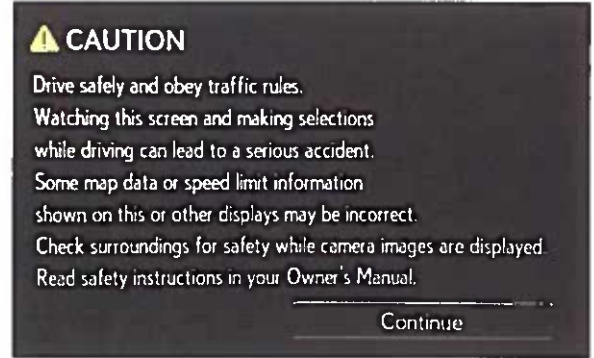 CAUTION
Drive safely and obey traffic rules.
Watching this screen and making selections
while driving can lead to a serious accident.
Some map data or speed limit information
shown on this or other displays may be incorrect.
Check surroundings for safety while camera images are displayed.
Read safety instructions in your Owner's Manual.
Continue